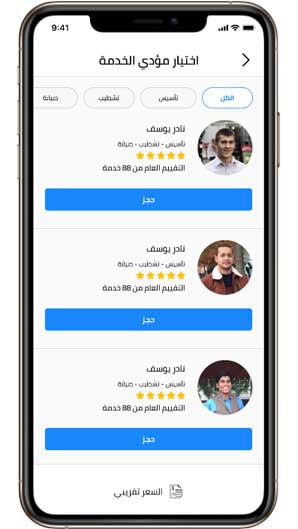 9:41
اختيار مؤدي الخدمة
الكل
تأسيس
تشطيب
صيانة
نادر يوسف
تأسيس - تشطيب - صيانة
التقييم العام من 88 خدمة
حجز
نادر يوسف
تأسيس - تشطيب - صيانة
التقييم العام من 88 خدمة
حجز
نادر يوسف
تأسيس - تشطيب - صيانة
التقييم العام من 88 خدمة
حجز
السعر تقريبي